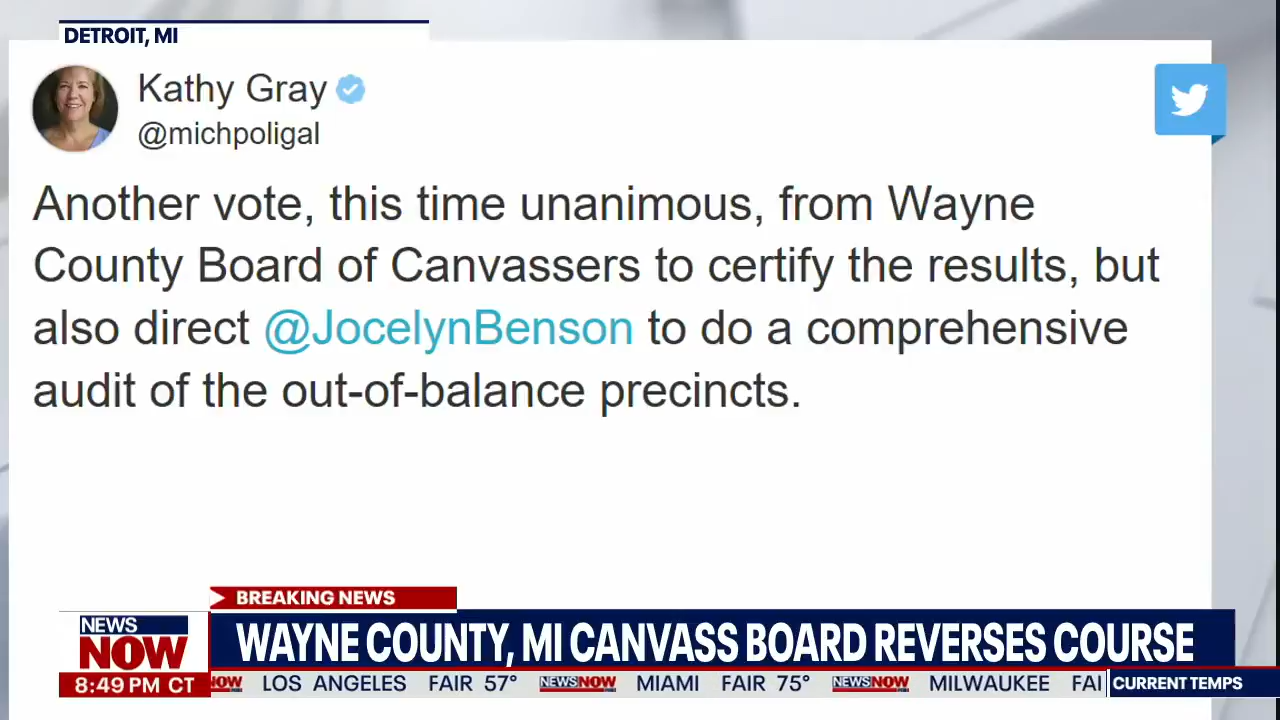 DETROIT, MI
Kathy Gray
@michpoligal
Another vote, this time unanimous, from Wayne
County Board of Canvassers to certify the results, but
also direct @JocelynBenson to do a comprehensive
audit of the out-of-balance precincts.
BREAKING NEWS
NEWS
NOW
WAYNE COUNTY, MI CANVASS BOARD REVERSES COURSE
8:49 PM CT NOW LOS ANGELES FAIR 57° NEWSNOW MIAMI FAIR 75° NEWSNOW MILWAUKEE FAI CURRENT TEMPS